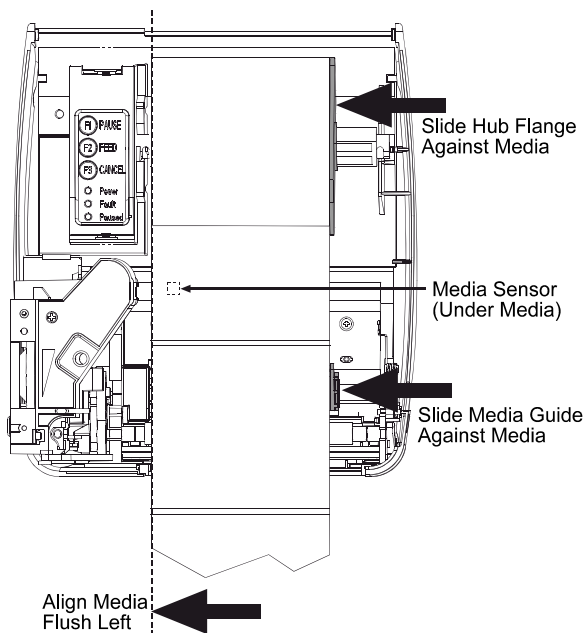 F1 PAUSE
F2 FEED
F3 CANCEL
Power
Fault
Paused
Slide Hub Flange
Against Media
Media Sensor
(Under Media)
Slide Media Guide
Against Media
Align Media
Flush Left